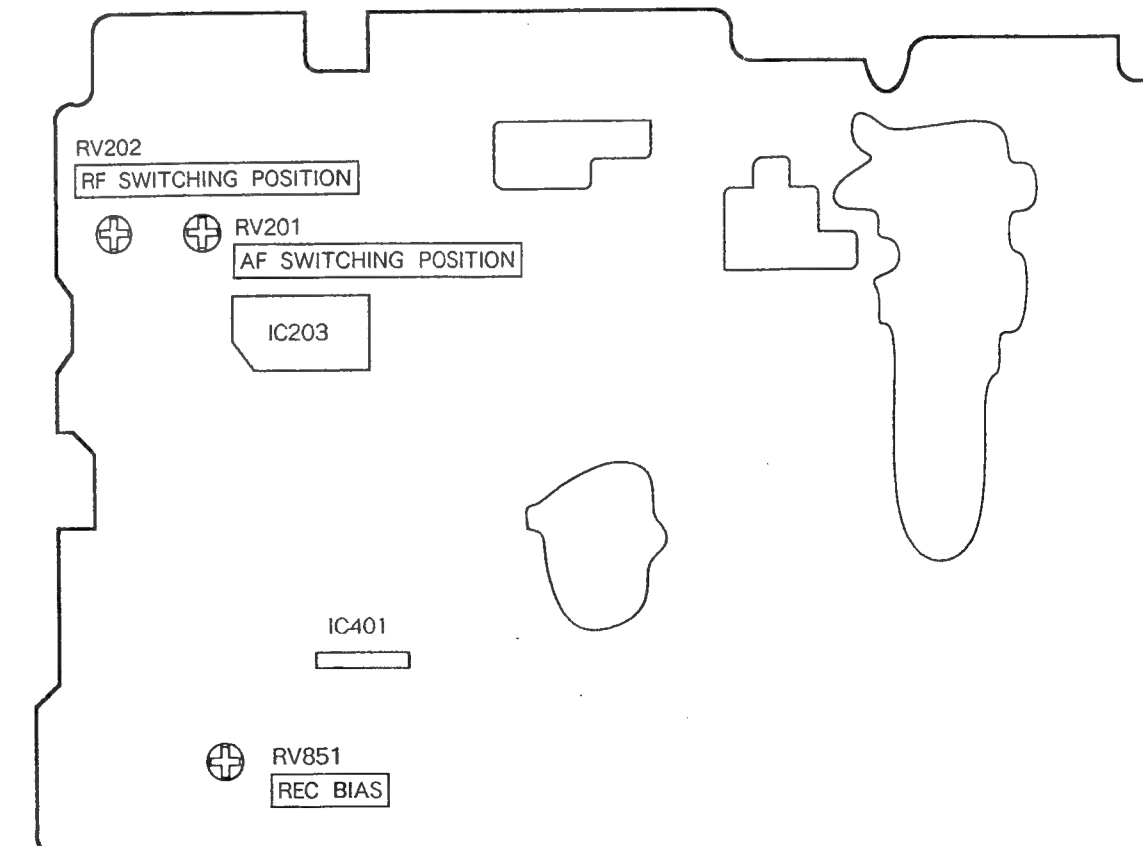 RV202
RF SWITCHING POSITION
RV201
AF SWITCHING POSITION
IC203
IC401
RV851
REC BIAS